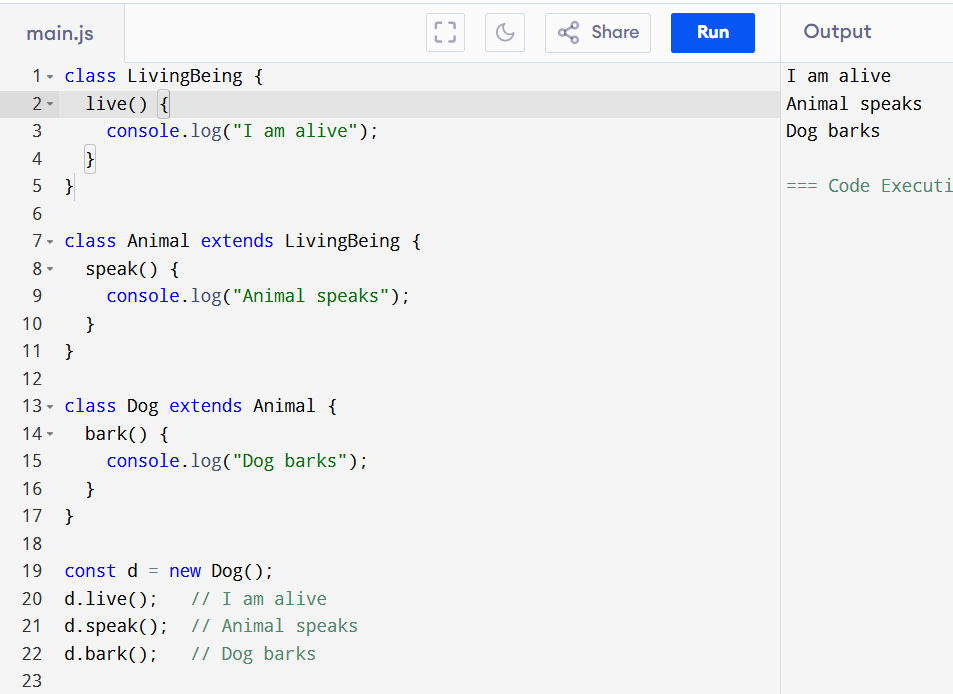 main.js Share Run Output
1 class LivingBeing {
2   live() {
3     console.log("I am alive");
4   }
5 }
6
7 class Animal extends LivingBeing {
8   speak() {
9     console.log("Animal speaks");
10   }
11 }
12
13 class Dog extends Animal {
14   bark() {
15     console.log("Dog barks");
16   }
17 }
18
19 const d = new Dog();
20 d.live();   // I am alive
21 d.speak();  // Animal speaks
22 d.bark();   // Dog barks
23
I am alive
Animal speaks
Dog barks
=== Code Executi